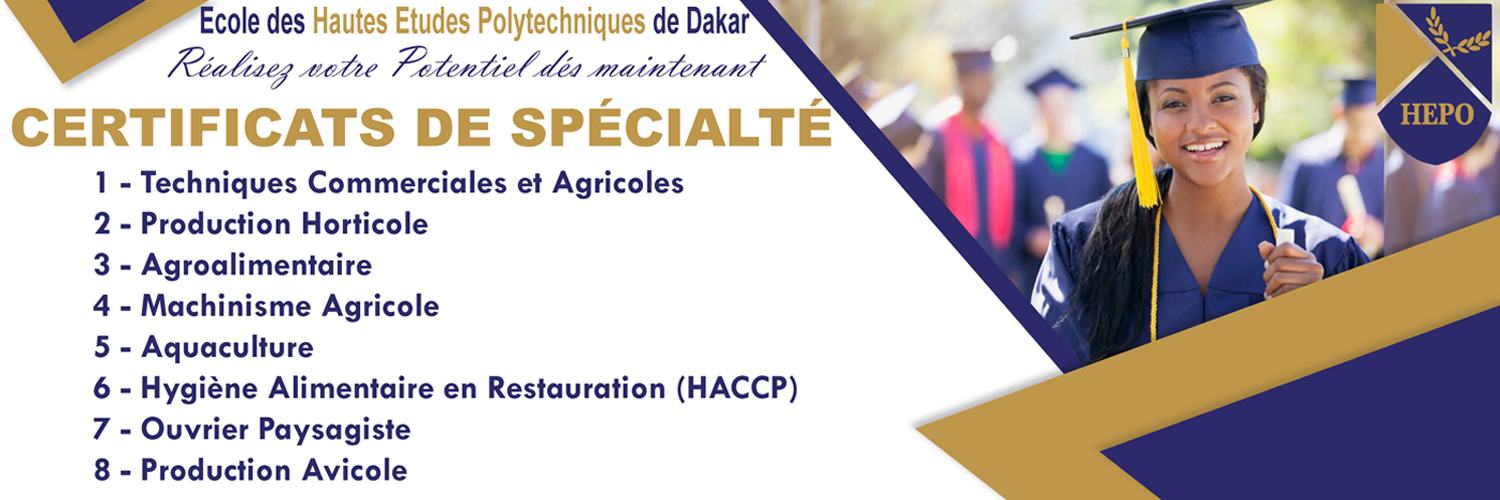 Ecole des Hautes Etudes Polytechniques de Dakar
Réalisez votre Potentiel dés maintenant
CERTIFICATS DE SPÉCIALTÉ
1 - Techniques Commerciales et Agricoles
2 - Production Horticole
3 - Agroalimentaire
4 - Machinisme Agricole
5 - Aquaculture
6 - Hygiène Alimentaire en Restauration (HACCP)
7 - Ouvrier Paysagiste
8 - Production Avicole
HEPO